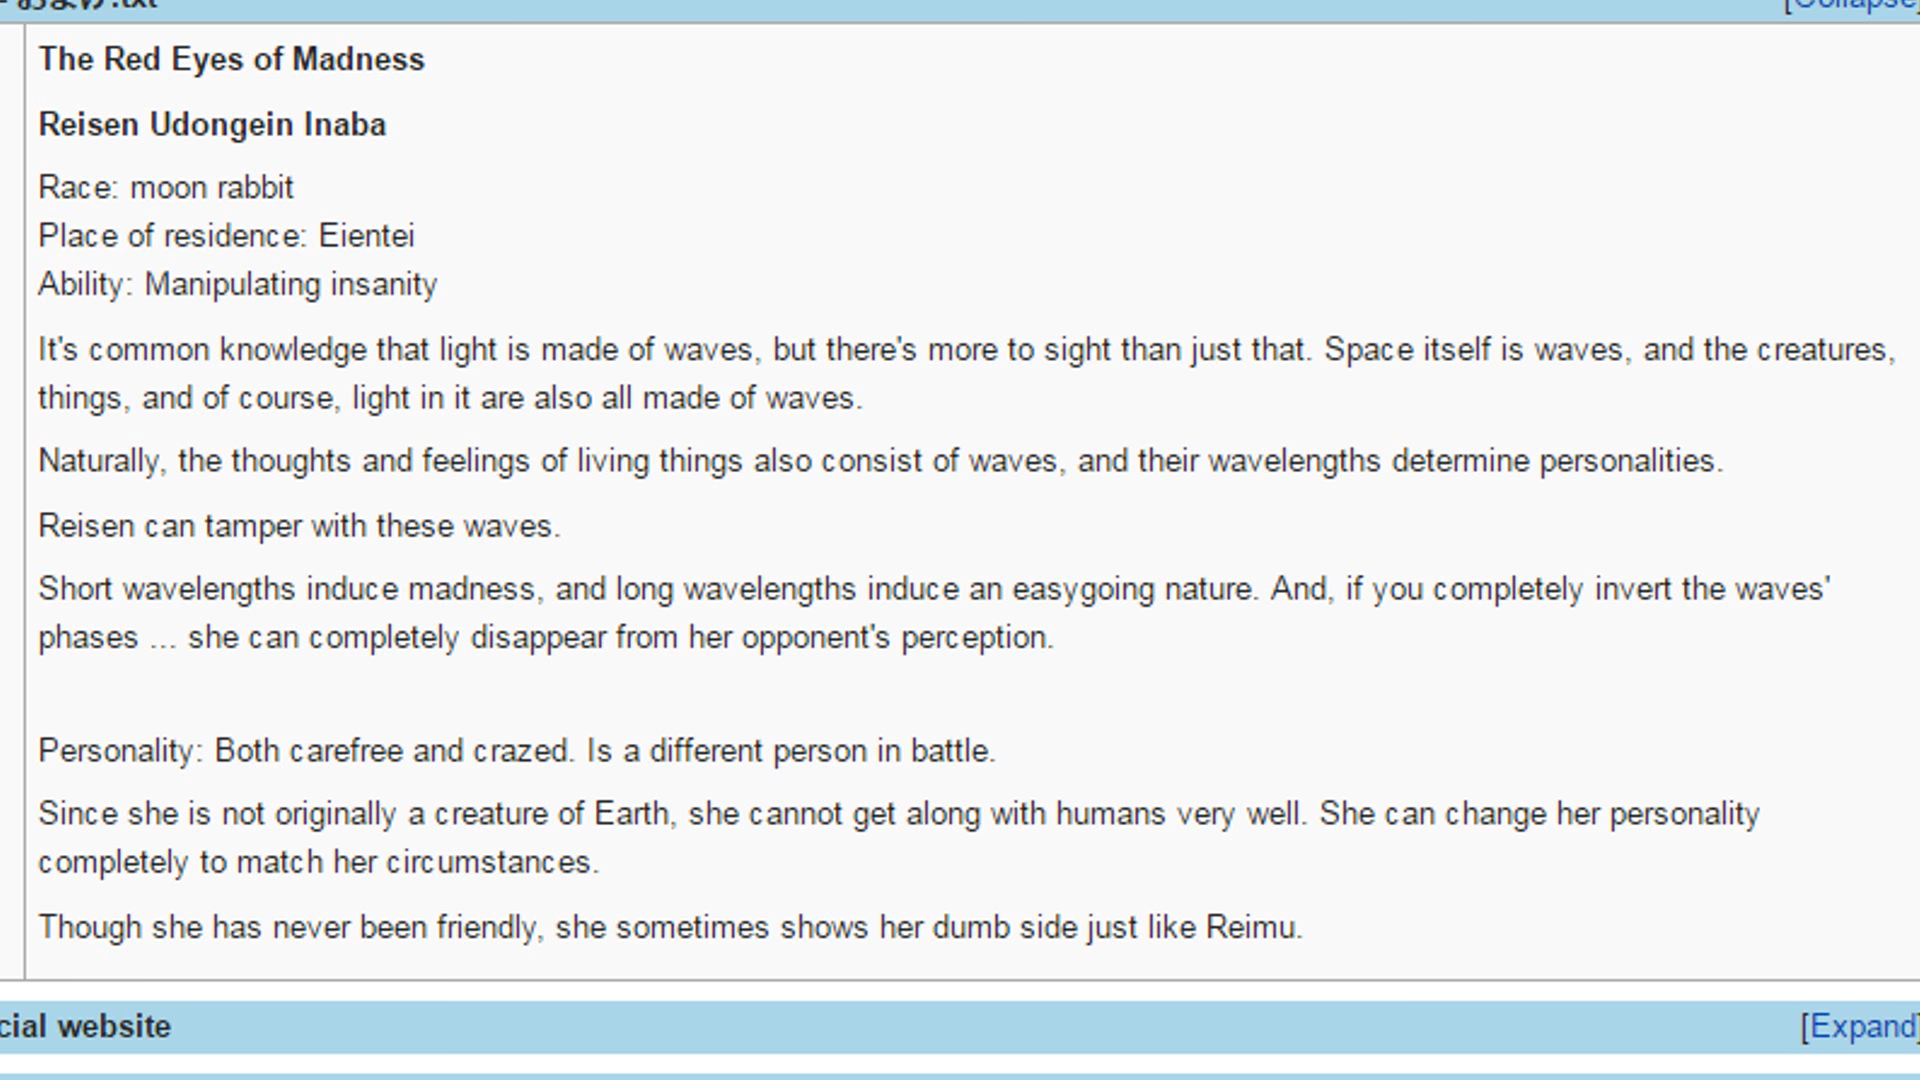 - おまけ.txt
[Collapse]
The Red Eyes of Madness
Reisen Udongein Inaba
Race: moon rabbit
Place of residence: Eientei
Ability: Manipulating insanity
It's common knowledge that light is made of waves, but there's more to sight than just that. Space itself is waves, and the creatures,
things, and of course, light in it are also all made of waves.
Naturally, the thoughts and feelings of living things also consist of waves, and their wavelengths determine personalities.
Reisen can tamper with these waves.
Short wavelengths induce madness, and long wavelengths induce an easygoing nature. And, if you completely invert the waves'
phases ... she can completely disappear from her opponent's perception.
Personality: Both carefree and crazed. Is a different person in battle.
Since she is not originally a creature of Earth, she cannot get along with humans very well. She can change her personality
completely to match her circumstances.
Though she has never been friendly, she sometimes shows her dumb side just like Reimu.
cial website
[Expand]